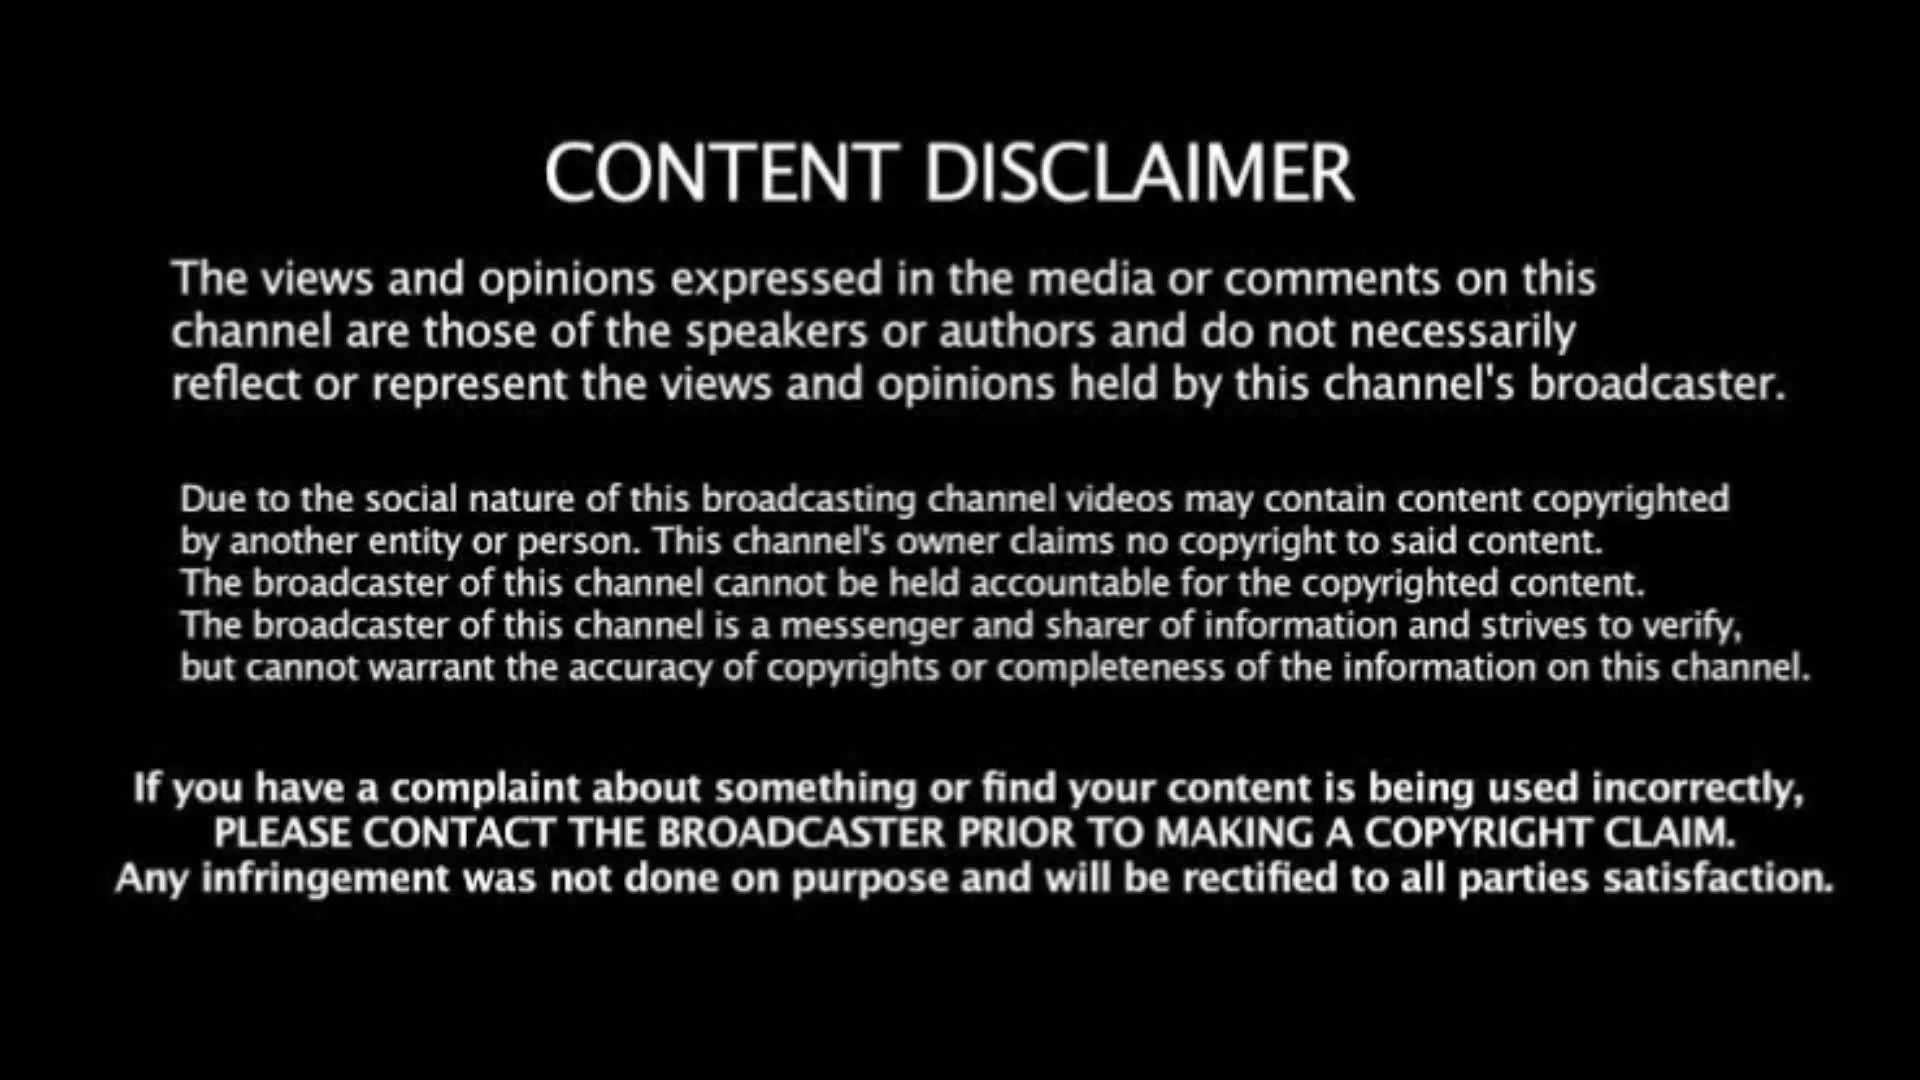 CONTENT DISCLAIMER
The views and opinions expressed in the media or comments on this
channel are those of the speakers or authors and do not necessarily
reflect or represent the views and opinions held by this channel's broadcaster.
Due to the social nature of this broadcasting channel videos may contain content copyrighted
by another entity or person. This channel's owner claims no copyright to said content.
The broadcaster of this channel cannot be held accountable for the copyrighted content.
The broadcaster of this channel is a messenger and sharer of information and strives to verify,
but cannot warrant the accuracy of copyrights or completeness of the information on this channel.
If you have a complaint about something or find your content is being used incorrectly,
PLEASE CONTACT THE BROADCASTER PRIOR TO MAKING A COPYRIGHT CLAIM.
Any infringement was not done on purpose and will be rectified to all parties satisfaction.